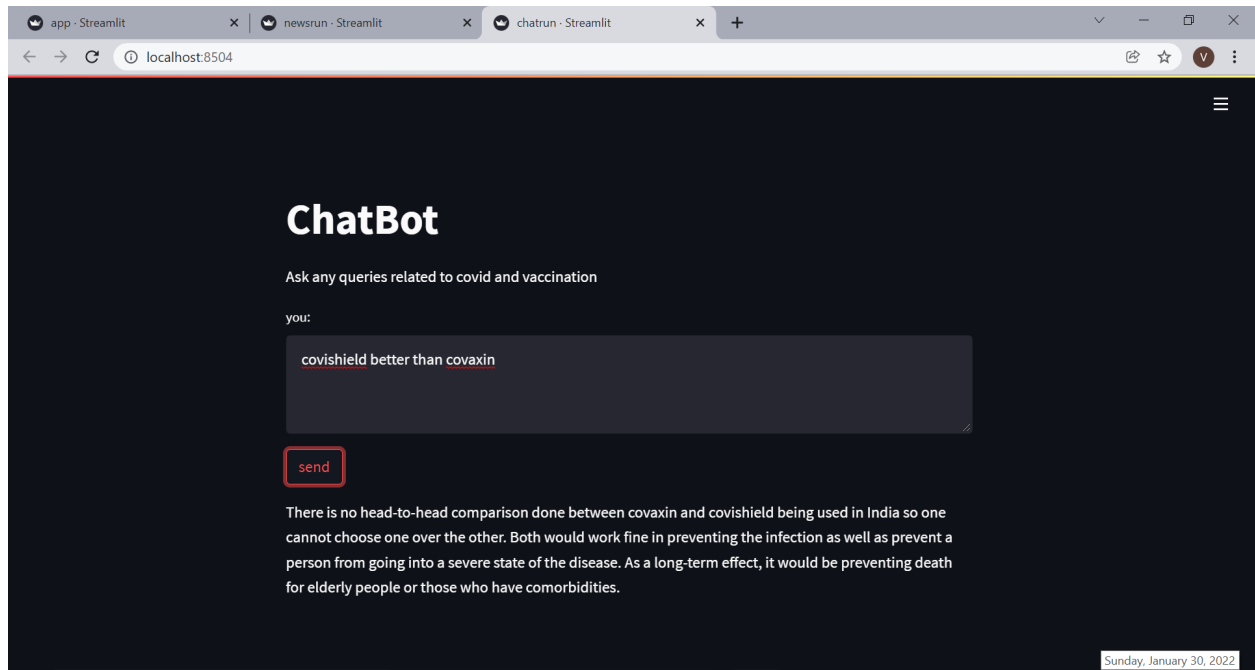 app · Streamlit
newsrun · Streamlit
chatrun · Streamlit
localhost:8504
V
ChatBot
Ask any queries related to covid and vaccination
you:
covishield better than covaxin
send
There is no head-to-head comparison done between covaxin and covishield being used in India so one
cannot choose one over the other. Both would work fine in preventing the infection as well as prevent a
person from going into a severe state of the disease. As a long-term effect, it would be preventing death
for elderly people or those who have comorbidities.
Sunday, January 30, 2022